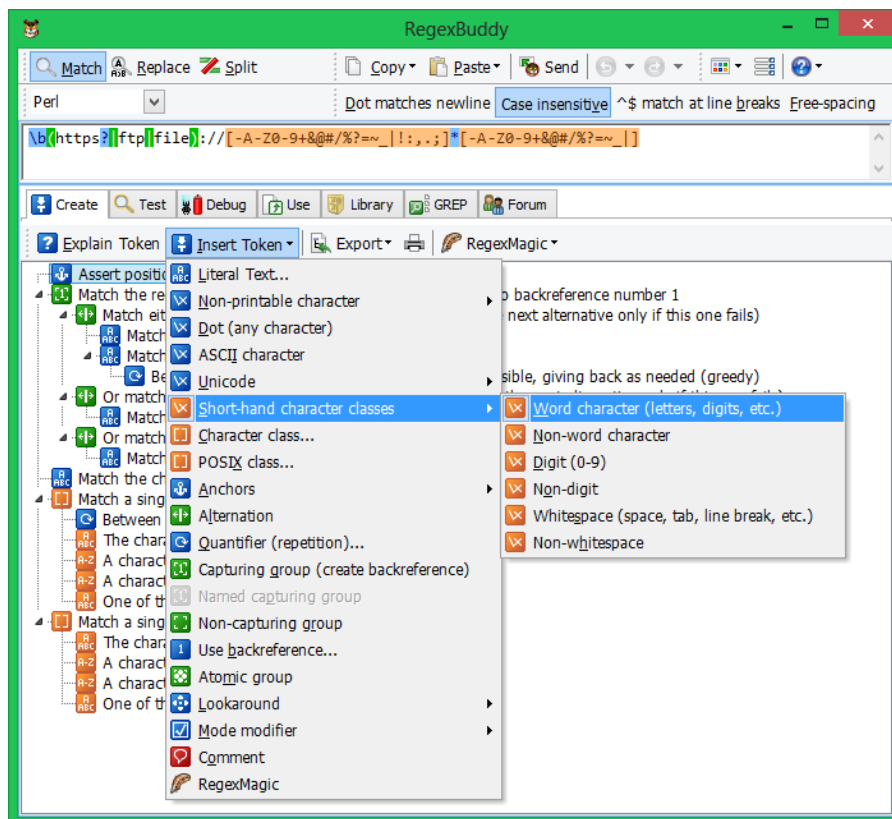 RegexBuddy
Match Replace Split Copy Paste Send
Perl Dot matches newline Case insensitive ^$ match at line breaks Free-spacing
\b(https?|ftp|file)://[-A-Z0-9+&@#/%?=~_|!:,.;]*[-A-Z0-9+&@#/%?=~_|]
Create Test Debug Use Library GREP Forum
Explain Token Insert Token Export RegexMagic
Assert positio
Literal Text...
Match the re
Non-printable character
o backreference number 1
Match eit
Dot (any character)
next alternative only if this one fails)
Match
ASCII character
Match
Unicode
Be
sible, giving back as needed (greedy)
Or match
Short-hand character classes
Word character (letters, digits, etc.)
Match
Character class...
Non-word character
Or match
POSIX class...
Digit (0-9)
Match
Match the ch
Anchors
Non-digit
Match a sing
Alternation
Whitespace (space, tab, line break, etc.)
Between
Quantifier (repetition)...
Non-whitespace
The chara
A charact
Capturing group (create backreference)
A charact
Named capturing group
One of th
Match a sing
Non-capturing group
The chara
Use backreference...
A charact
Atomic group
A charact
One of th
Lookaround
Mode modifier
Comment
RegexMagic